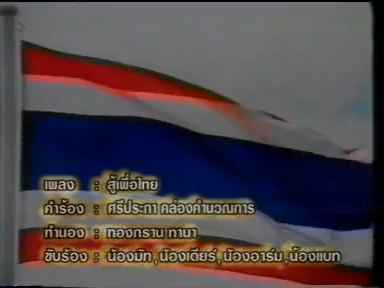 เพลง : สู้เพื่อไทย
คำร้อง : ศรีประภา คล่องคำนวณการ
ทำนอง : ทองกราน ทานา
ขับร้อง : น้องมัท,น้องเดียร์,น้องอาร์ม,น้องแบท